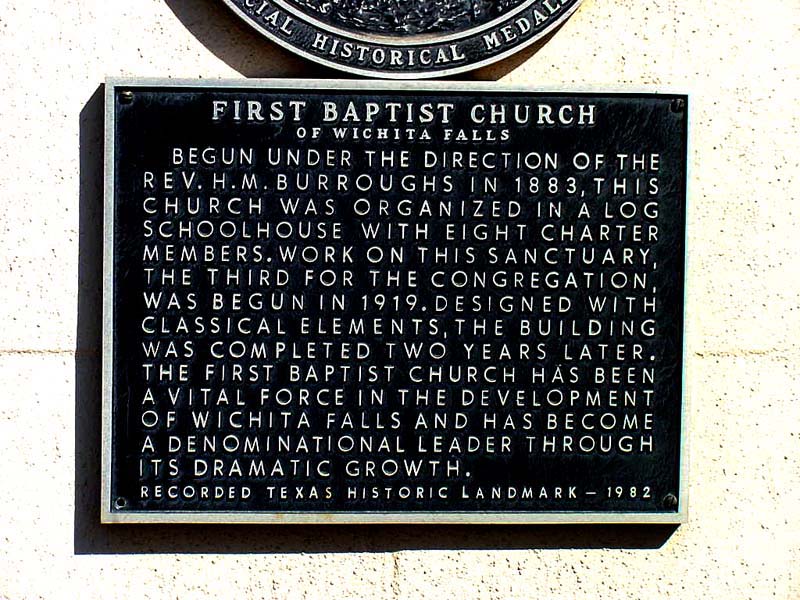 HISTORICAL MEDAL
FIRST BAPTIST CHURCH
OF WICHITA FALLS
BEGUN UNDER THE DIRECTION OF THE
REV. H. M. BURROUGHS IN 1883, THIS
CHURCH WAS ORGANIZED IN A LOG
SCHOOLHOUSE WITH EIGHT CHARTER
MEMBERS. WORK ON THIS SANCTUARY,
THE THIRD FOR THE CONGREGATION,
WAS BEGUN IN 1919. DESIGNED WITH
CLASSICAL ELEMENTS, THE BUILDING
WAS COMPLETED TWO YEARS LATER.
THE FIRST BAPTIST CHURCH HAS BEEN
A VITAL FORCE IN THE DEVELOPMENT
OF WICHITA FALLS AND HAS BECOME
A DENOMINATIONAL LEADER THROUGH
ITS DRAMATIC GROWTH.
RECORDED TEXAS HISTORIC LANDMARK – 1982